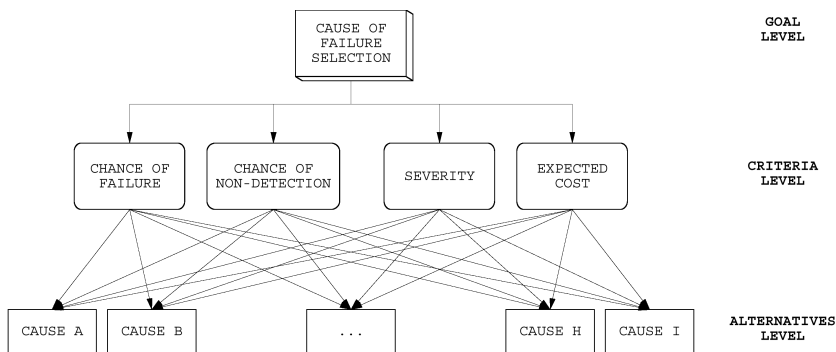 CAUSE OF
FAILURE
SELECTION
GOAL
LEVEL
CHANCE OF
FAILURE
CHANCE OF
NON-DETECTION
SEVERITY
EXPECTED
COST
CRITERIA
LEVEL
CAUSE A
CAUSE B
...
CAUSE H
CAUSE I
ALTERNATIVES
LEVEL